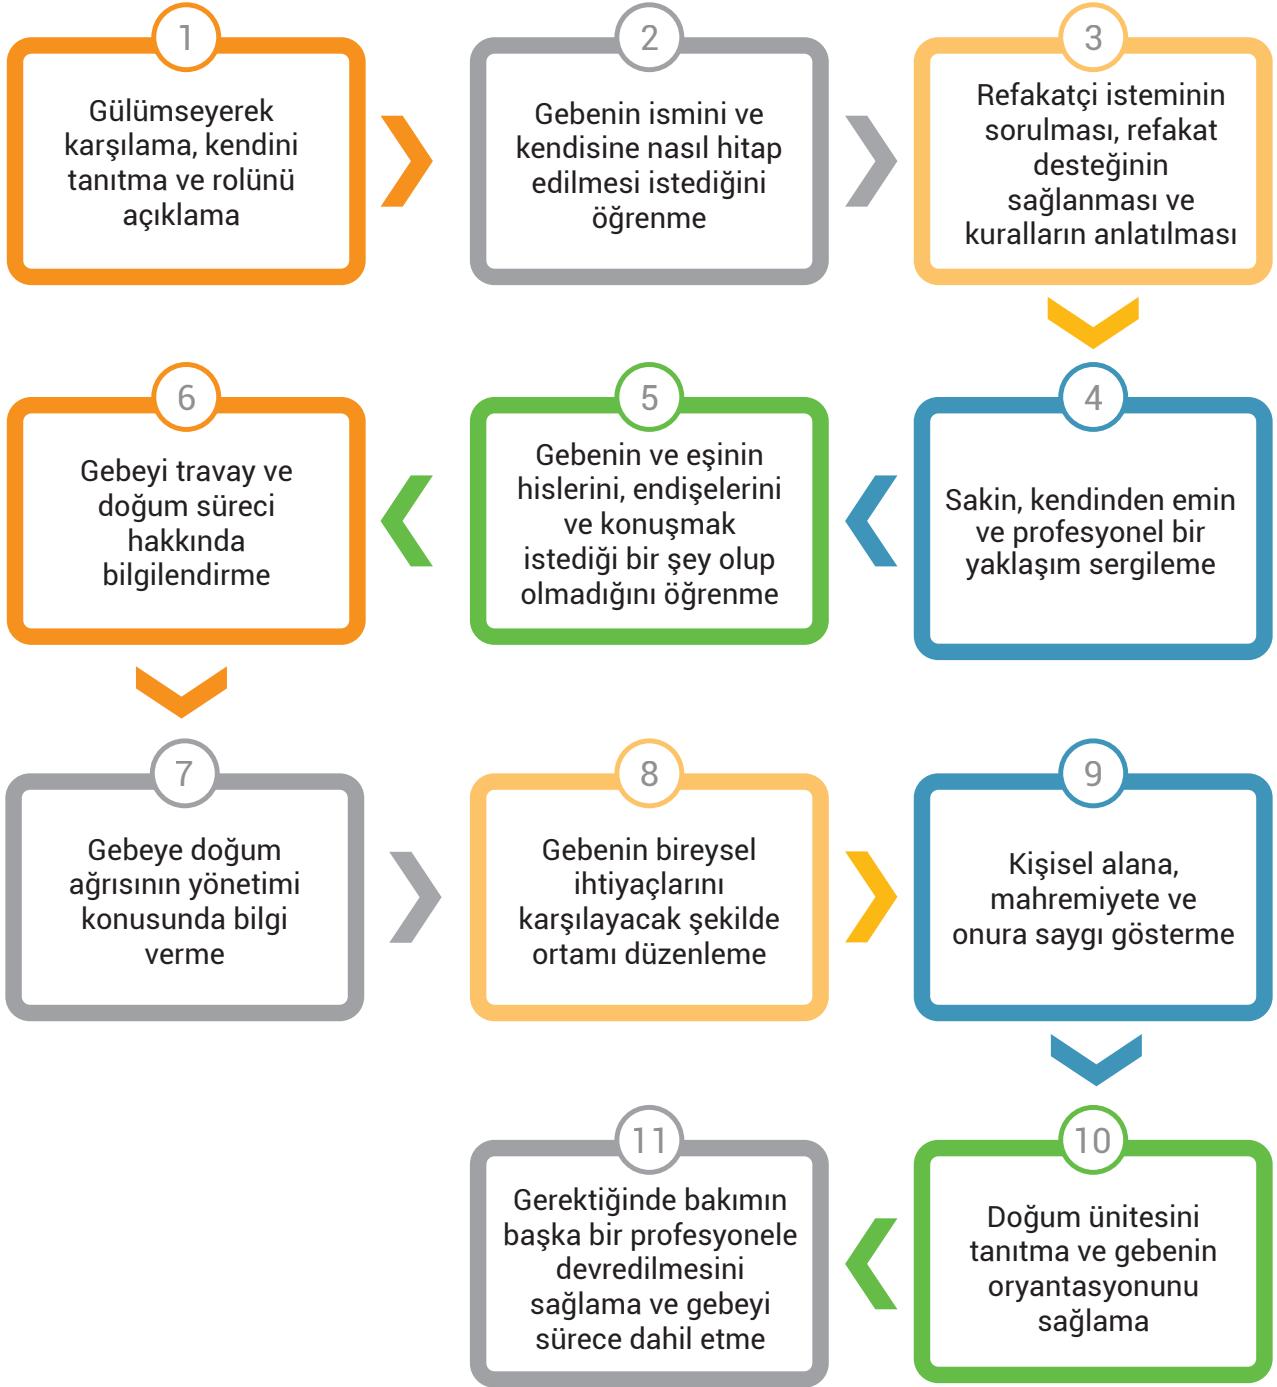 1
Gülümseyerek
karşılama, kendini
tanıtma ve rolünü
açıklama
2
Gebenin ismini ve
kendisine nasıl hitap
edilmesi istediğini
öğrenme
3
Refakatçi isteminin
sorulması, refakat
desteğinin
sağlanması ve
kuralların anlatılması
4
Sakin, kendinden emin
ve profesyonel bir
yaklaşım sergileme
5
Gebenin ve eşinin
hislerini, endişelerini
ve konuşmak
istediği bir şey olup
olmadığını öğrenme
6
Gebeyi travay ve
doğum süreci
hakkında
bilgilendirme
7
Gebeye doğum
ağrısının yönetimi
konusunda bilgi
verme
8
Gebenin bireysel
ihtiyaçlarını
karşılayacak şekilde
ortamı düzenleme
9
Kişisel alana,
mahremiyete ve
onura saygı gösterme
10
Doğum ünitesini
tanıtma ve gebenin
oryantasyonunu
sağlama
11
Gerektiğinde bakımın
başka bir profesyonele
devredilmesini
sağlama ve gebeyi
sürece dahil etme